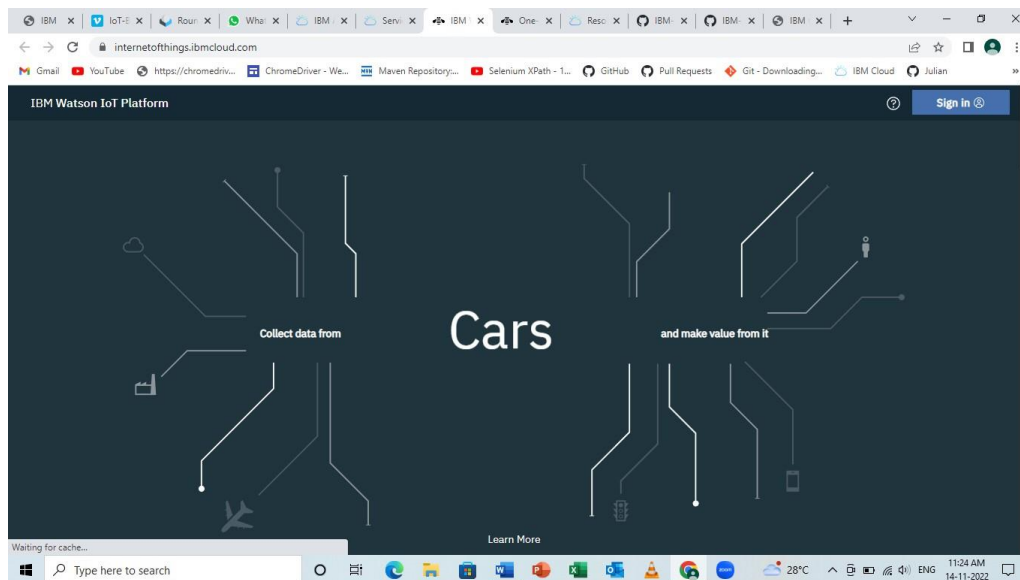 IBM
IoT-E
Roun
What
IBM
Servi
IBM
One-
Reso
IBM-
IBM-
IBM
internetofthings.ibmcloud.com
Gmail
YouTube
https://chromedriv...
ChromeDriver - We...
Maven Repository:...
Selenium XPath - 1...
GitHub
Pull Requests
Git - Downloading...
IBM Cloud
Julian
»
IBM Watson IoT Platform
Sign in
Collect data from
Cars
and make value from it
Learn More
Waiting for cache...
Type here to search
28°C
ENG
11:24 AM
14-11-2022